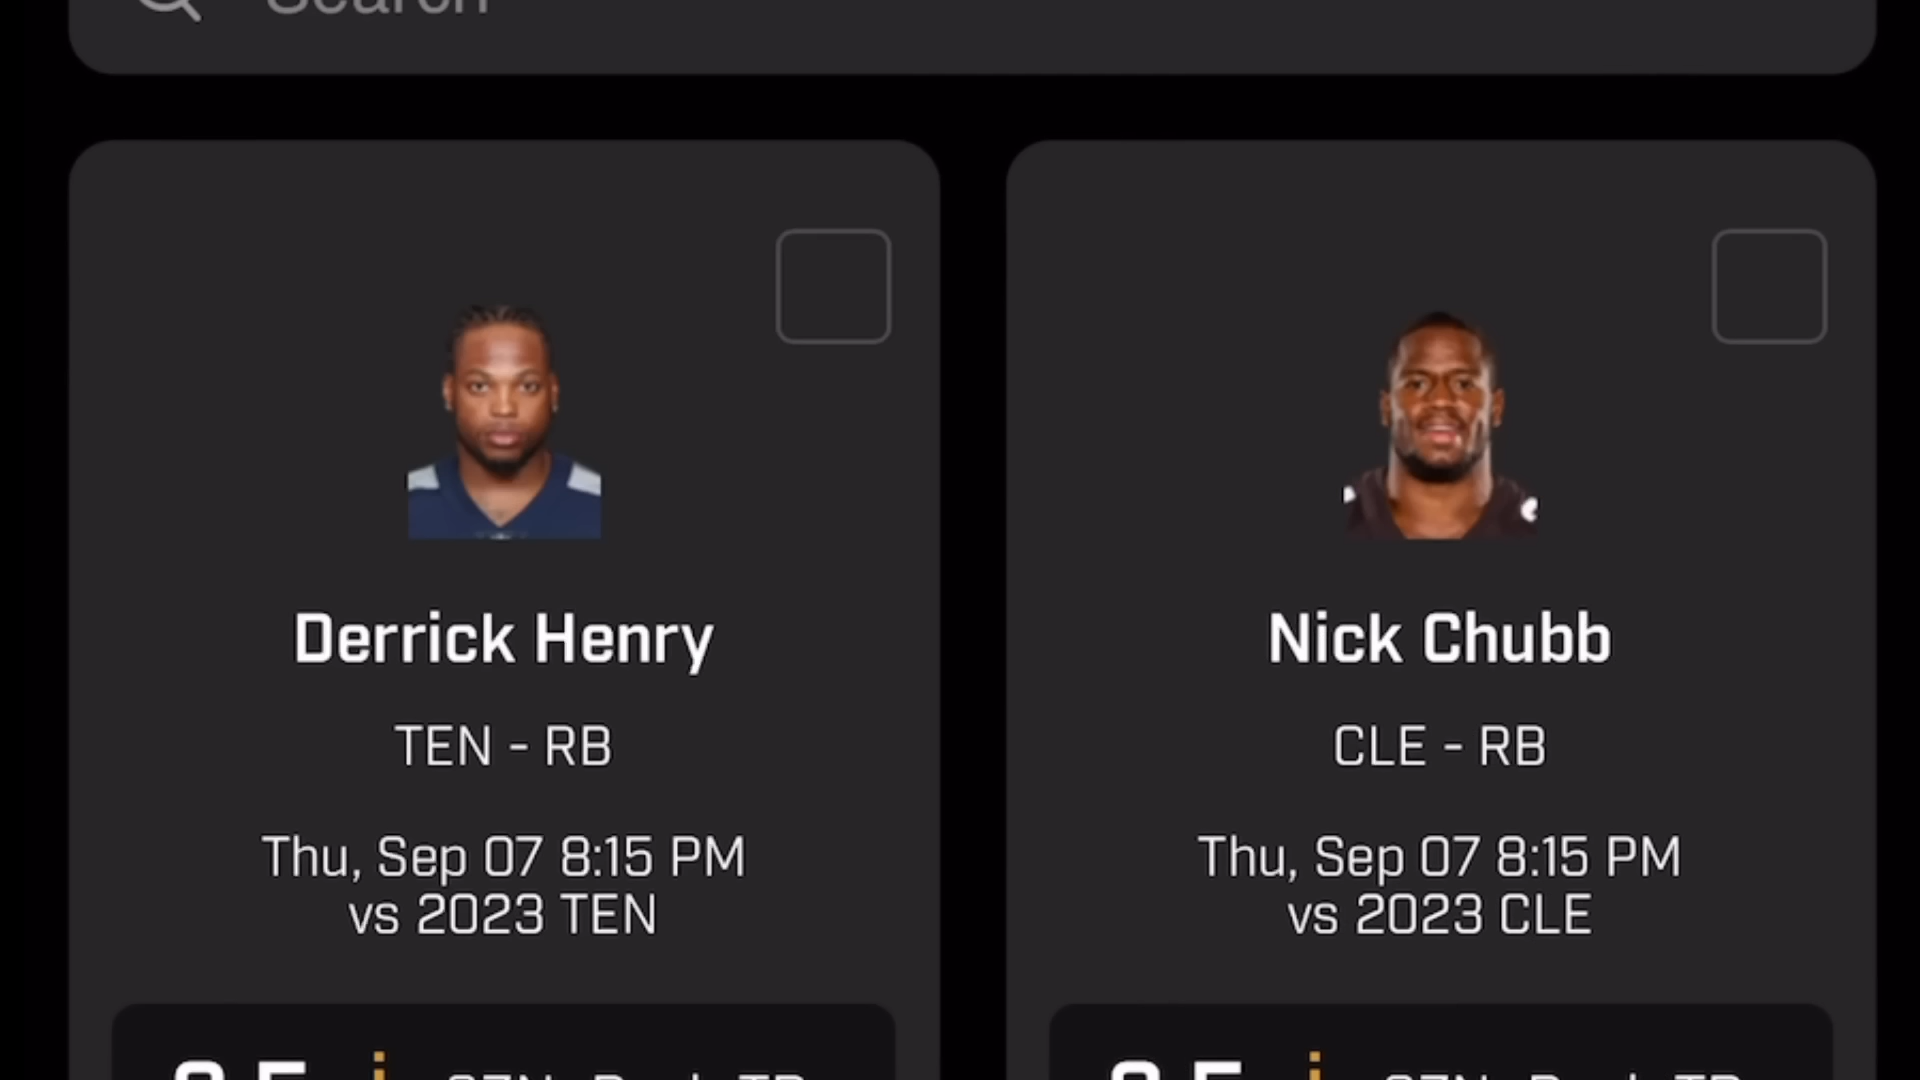 Search
Derrick Henry
TEN - RB
Thu, Sep 07 8:15 PM
vs 2023 TEN
Nick Chubb
CLE - RB
Thu, Sep 07 8:15 PM
vs 2023 CLE